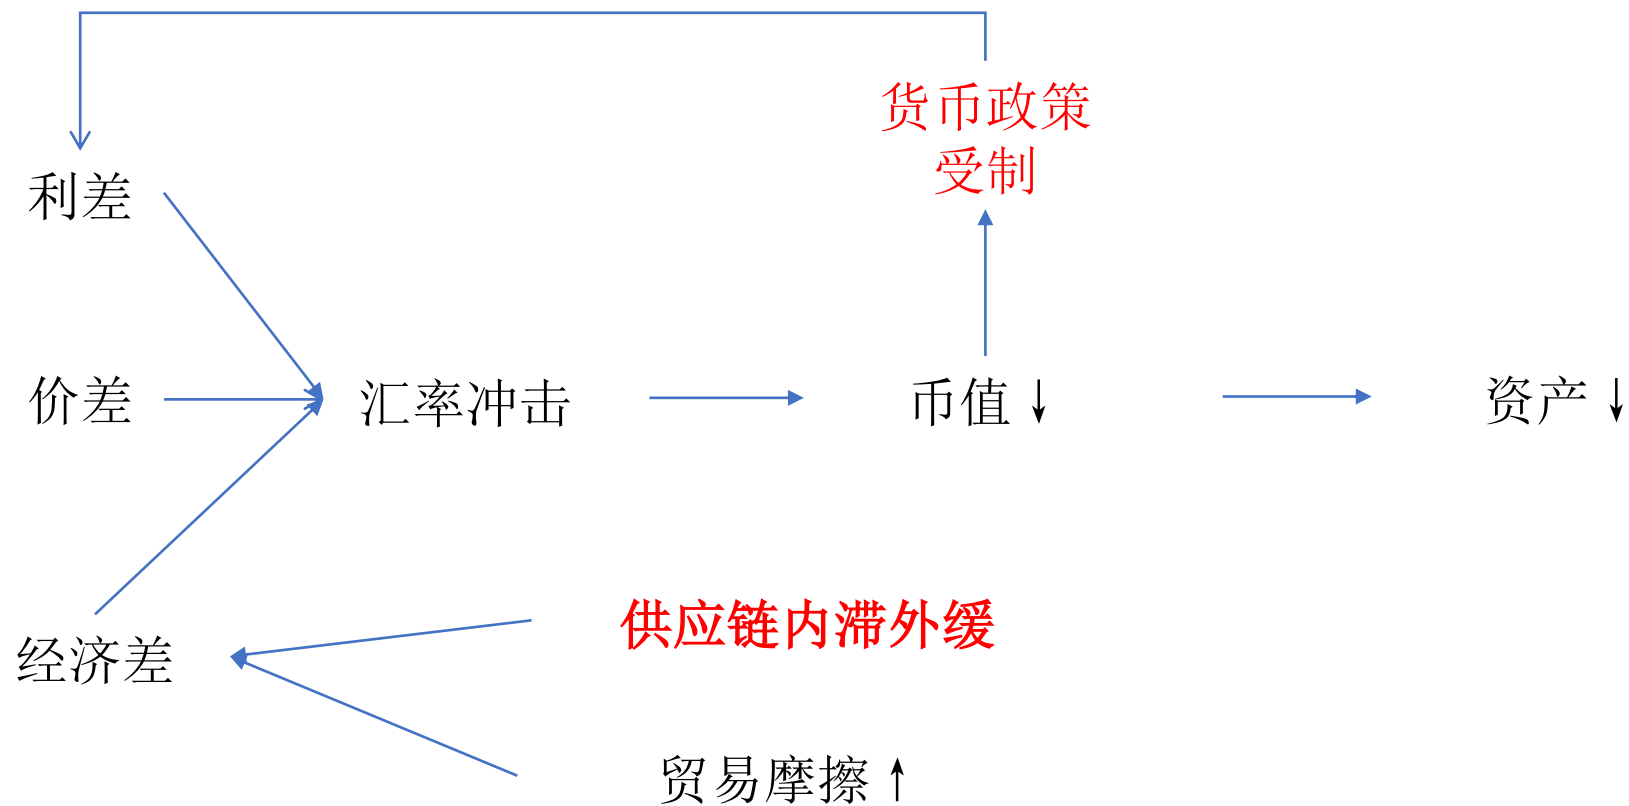 货币政策
受制
利差
价差
汇率冲击
币值↓
资产↓
经济差
供应链内滞外缓
贸易摩擦↑